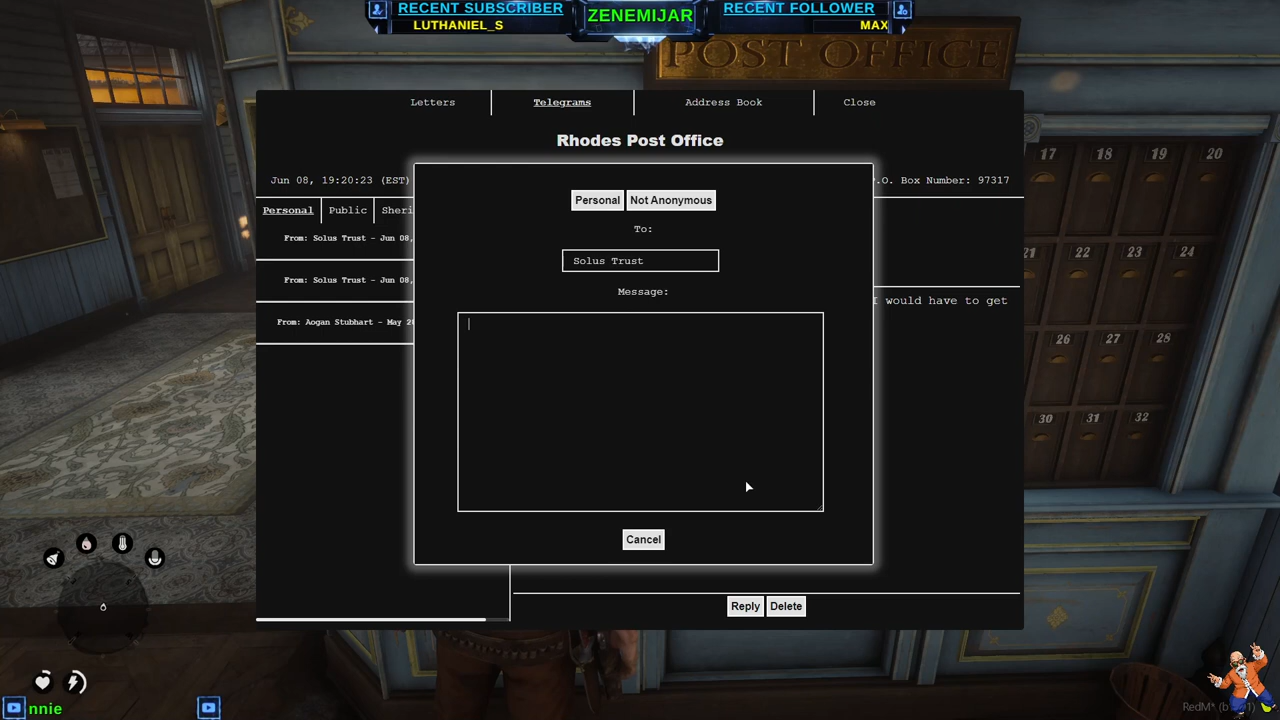 RECENT SUBSCRIBER
ZENEMIJAR
RECENT FOLLOWER
LUTHANIEL_S
MAX
POST OFFICE
Letters
Telegrams
Address Book
Close
Rhodes Post Office
Jun 08, 19:20:23 (EST)
P.O. Box Number: 97317
Personal
Public
Sheri
Personal
Not Anonymous
To:
Solus Trust
Message:
From: Solus Trust - Jun 08,
From: Solus Trust - Jun 08,
From: Aogan Stubhart - May 2
I would have to get
Cancel
Reply
Delete
17
18
19
20
21
22
23
24
26
27
28
30
31
32
nnie